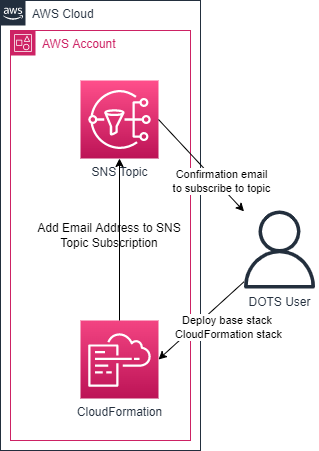 aws
AWS Cloud
AWS Account
SNS Topic
Confirmation email
to subscribe to topic
Add Email Address to SNS
Topic Subscription
DOTS User
Deploy base stack
CloudFormation stack
CloudFormation